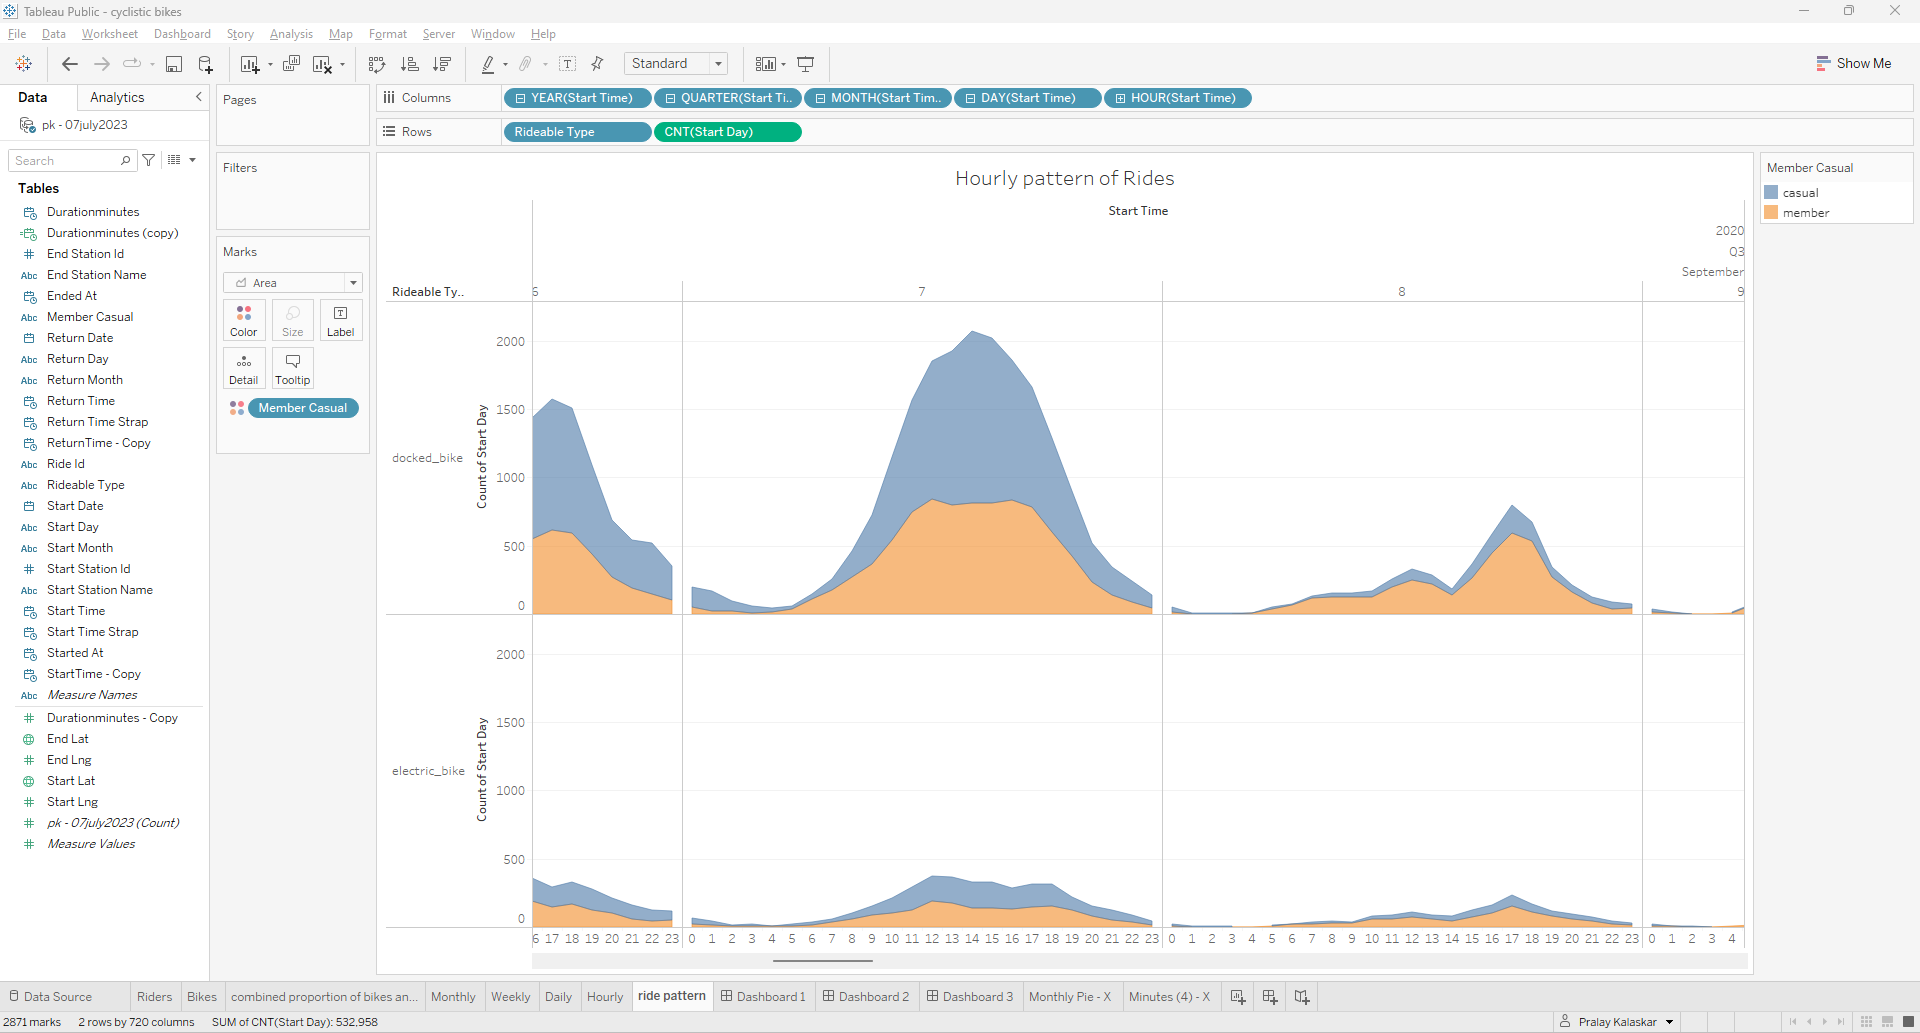 Tableau Public - cyclistic bikes
File Data Worksheet Dashboard Story Analysis Map Format Server Window Help
Standard
Show Me
Data Analytics
pk - 07july2023
Search
Tables
Durationminutes
Durationminutes (copy)
# End Station Id
Abc End Station Name
Ended At
Abc Member Casual
Return Date
Abc Return Day
Abc Return Month
Return Time
Return Time Strap
ReturnTime - Copy
Abc Ride Id
Abc Rideable Type
Start Date
Abc Start Day
Abc Start Month
# Start Station Id
Abc Start Station Name
Start Time
Start Time Strap
Started At
StartTime - Copy
Abc Measure Names
# Durationminutes - Copy
End Lat
# End Lng
Start Lat
# Start Lng
# pk - 07july2023 (Count)
# Measure Values
Pages
Filters
Marks
Area
Color Size Label
Detail Tooltip
Member Casual
Columns YEAR(Start Time) QUARTER(Start Ti.. MONTH(Start Tim.. DAY(Start Time) HOUR(Start Time)
Rows Rideable Type CNT(Start Day)
Hourly pattern of Rides
Start Time
2020
Q3
September
Rideable Ty.. 6 7 8 9
docked_bike
Count of Start Day
2000
1500
1000
500
0
electric_bike
Count of Start Day
2000
1500
1000
500
0
6 17 18 19 20 21 22 23 0 1 2 3 4 5 6 7 8 9 10 11 12 13 14 15 16 17 18 19 20 21 22 23 0 1 2 3 4 5 6 7 8 9 10 11 12 13 14 15 16 17 18 19 20 21 22 23 0 1 2 3 4
Member Casual
casual
member
Data Source Riders Bikes combined proportion of bikes an... Monthly Weekly Daily Hourly ride pattern Dashboard 1 Dashboard 2 Dashboard 3 Monthly Pie - X Minutes (4) - X
2871 marks 2 rows by 720 columns SUM of CNT(Start Day): 532,958
Pralay Kalaskar